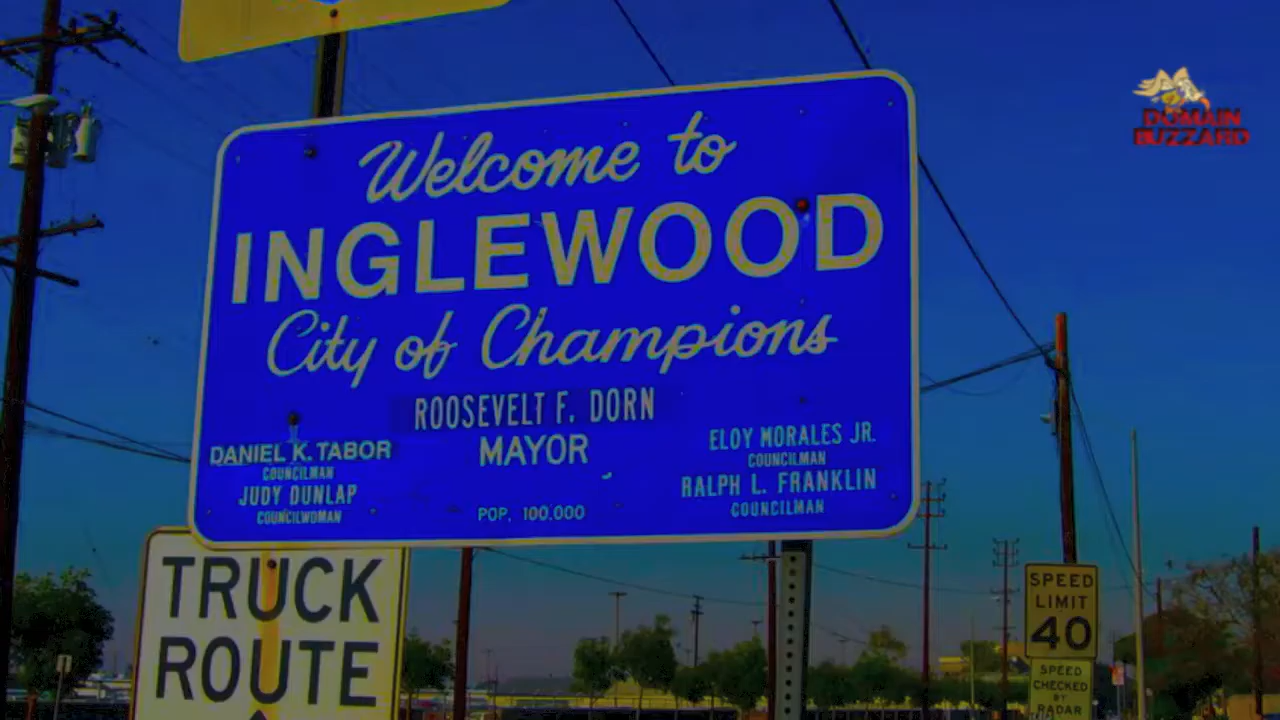 DOMAIN
BUZZARD
Welcome to
INGLEWOOD
City of Champions
ROOSEVELT F. DORN
MAYOR
DANIEL K. TABOR
COUNCILMAN
JUDY DUNLAP
COUNCILWOMAN
ELOY MORALES JR.
COUNCILMAN
RALPH L. FRANKLIN
COUNCILMAN
POP. 100,000
TRUCK
ROUTE
SPEED
LIMIT
40
SPEED
CHECKED
BY
RADAR